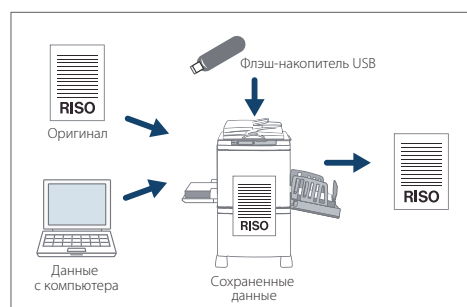 Флэш-накопитель USB
RISO
Оригинал
RISO
RISO
Данные
с компьютера
Сохраненные
данные